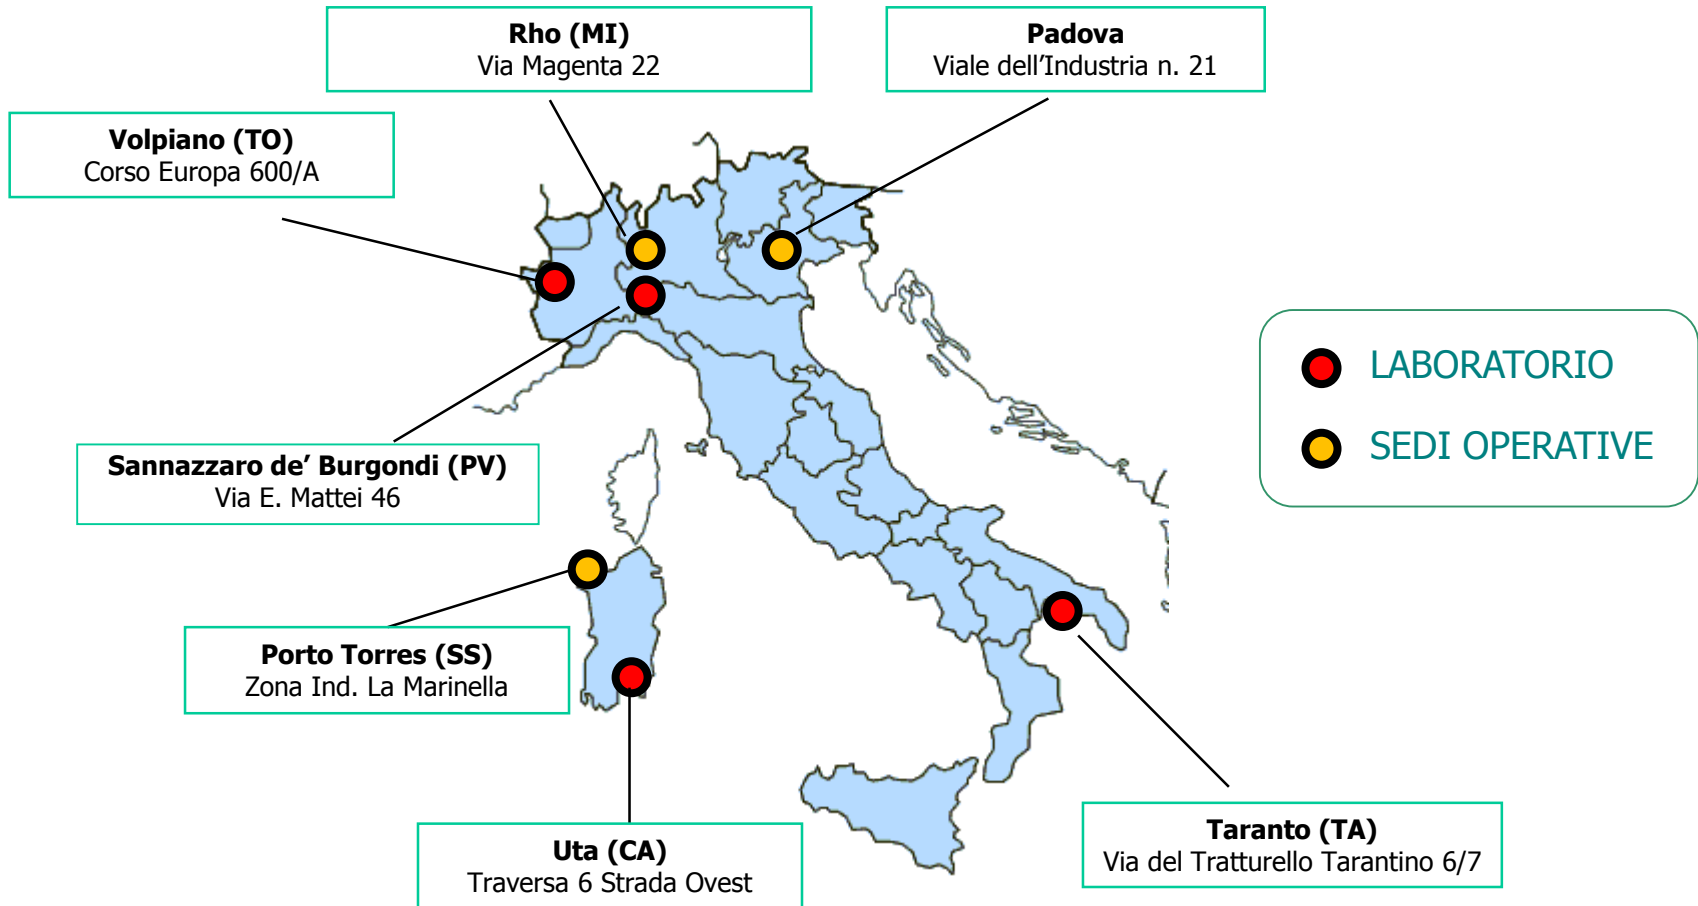 Rho (MI)
Via Magenta 22
Padova
Viale dell'Industria n. 21
Volpiano (TO)
Corso Europa 600/A
LABORATORIO
SEDI OPERATIVE
Sannazzaro de’ Burgondi (PV)
Via E. Mattei 46
Porto Torres (SS)
Zona Ind. La Marinella
Uta (CA)
Traversa 6 Strada Ovest
Taranto (TA)
Via del Tratturello Tarantino 6/7